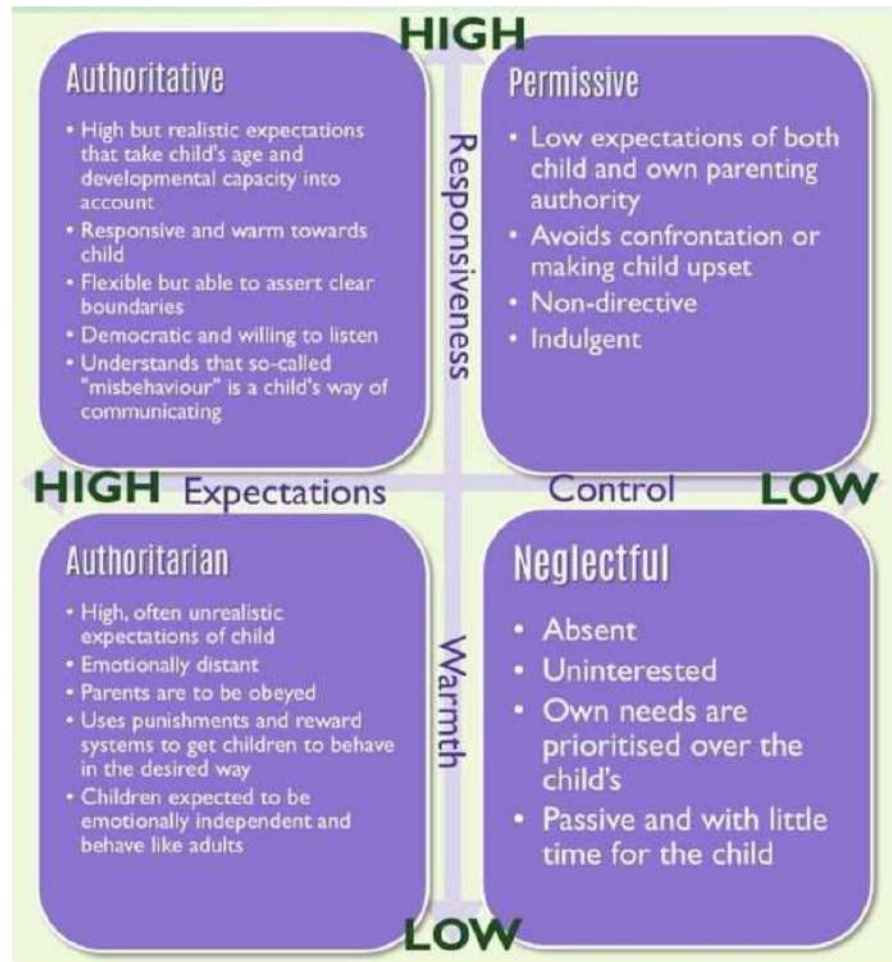 HIGH
Authoritative
• High but realistic expectations
that take child's age and
developmental capacity into
account
• Responsive and warm towards
child
• Flexible but able to assert clear
boundaries
• Democratic and willing to listen
• Understands that so-called
"misbehaviour" is a child's way of
communicating
Responsiveness
Permissive
• Low expectations of both
child and own parenting
authority
• Avoids confrontation or
making child upset
• Non-directive
• Indulgent
HIGH Expectations Control LOW
Authoritarian
• High, often unrealistic
expectations of child
• Emotionally distant
• Parents are to be obeyed
• Uses punishments and reward
systems to get children to behave
in the desired way
• Children expected to be
emotionally independent and
behave like adults
Warmth
Neglectful
• Absent
• Uninterested
• Own needs are
prioritised over the
child's
• Passive and with little
time for the child
LOW